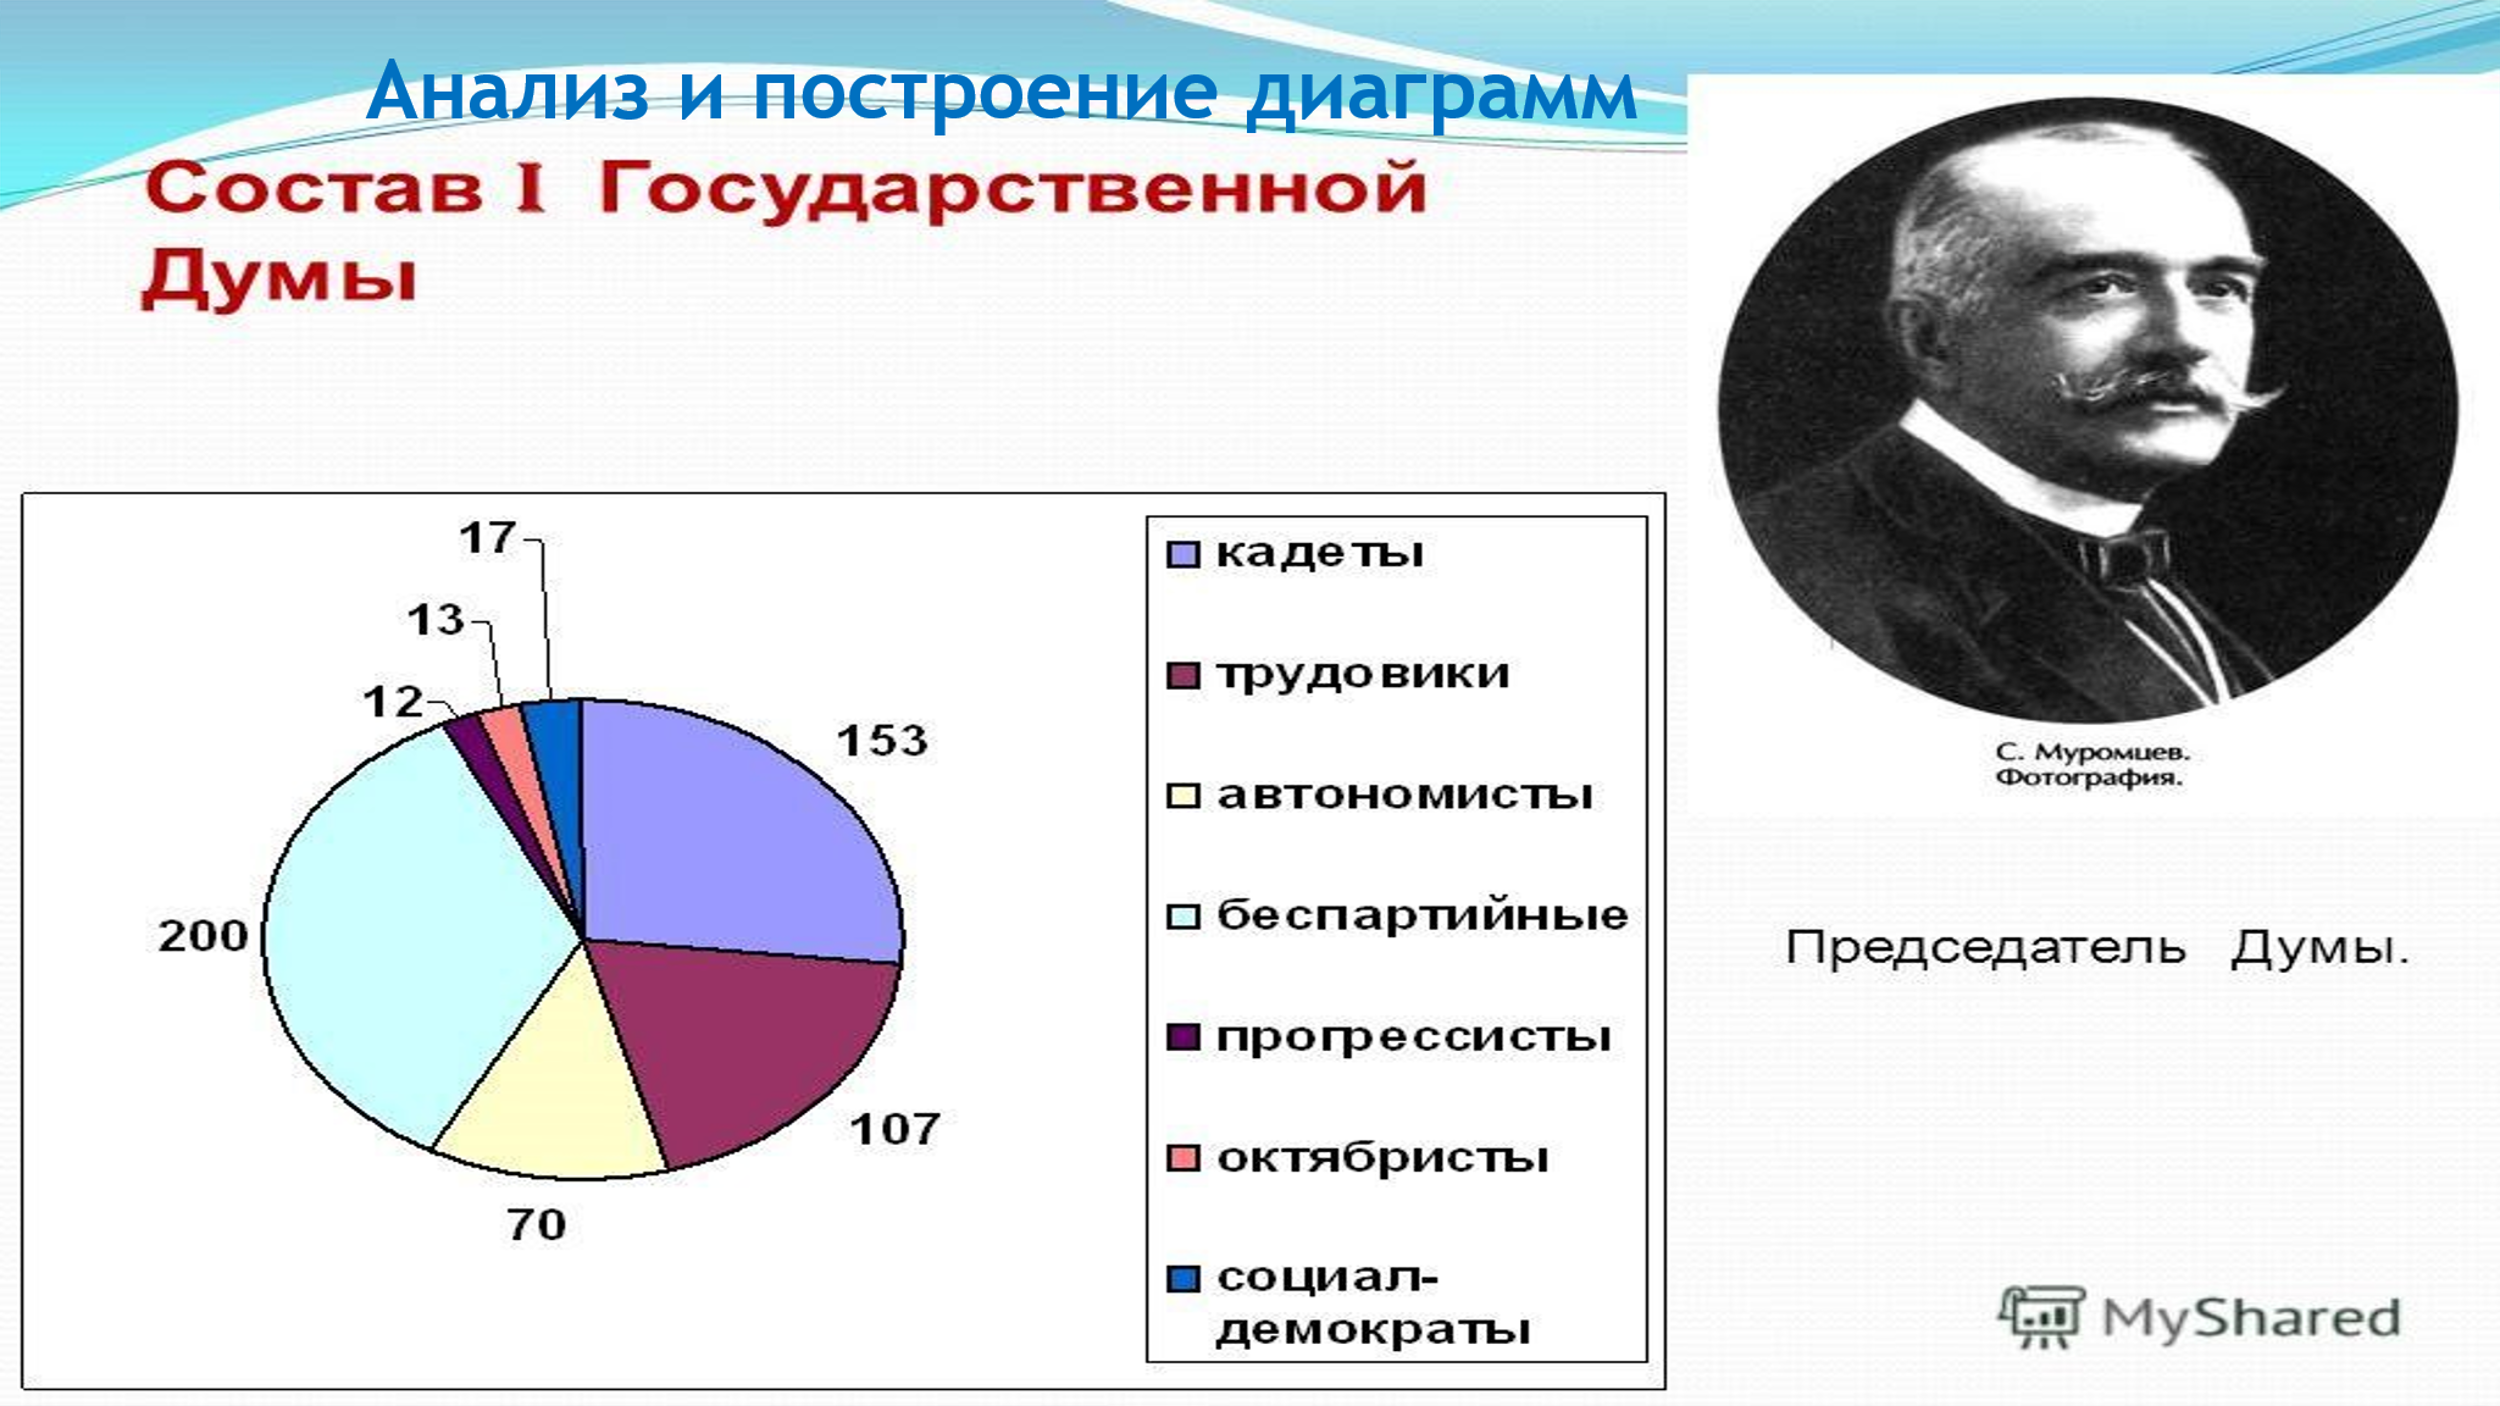 Анализ и построение диаграмм
Состав I Государственной
Думы
17
13
12
153
200
107
70
кадеты
трудовики
автономисты
беспартийные
прогрессисты
октябристы
социал-
демократы
С. Муромцев.
Фотография.
Председатель Думы.
MyShared